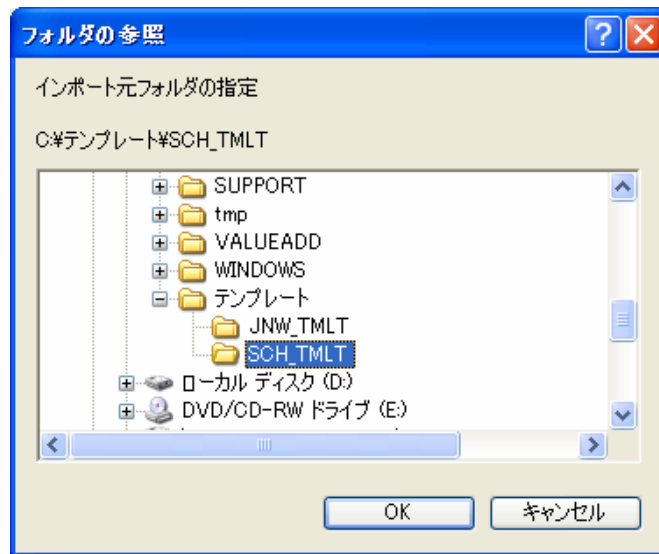 フォルダの参照
インポート元フォルダの指定
C:¥テンプレート¥SCH_TMLT
SUPPORT
tmp
VALUEADD
WINDOWS
テンプレート
JNW_TMLT
SCH_TMLT
ローカル ディスク (D:)
DVD/CD-RW ドライブ (E:)
OK
キャンセル